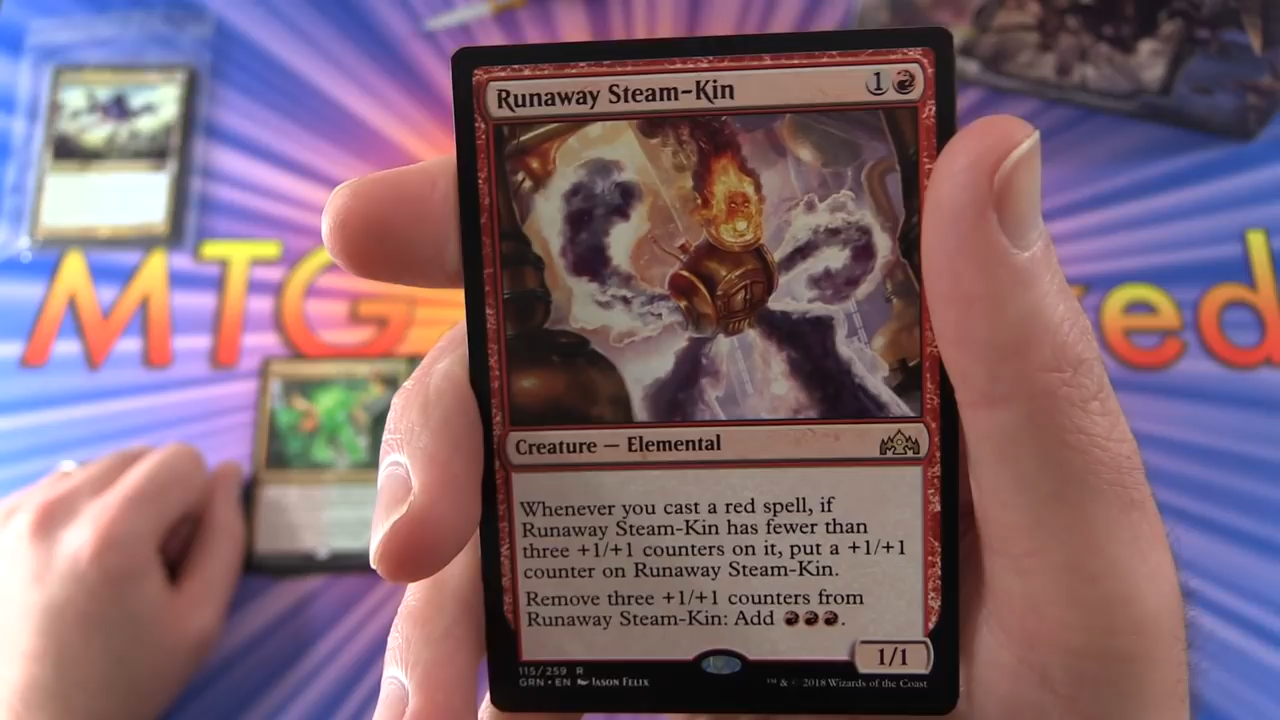 Runaway Steam-Kin 1
MTG
ed
Creature — Elemental
Whenever you cast a red spell, if
Runaway Steam-Kin has fewer than
three +1/+1 counters on it, put a +1/+1
counter on Runaway Steam-Kin.
Remove three +1/+1 counters from
Runaway Steam-Kin: Add .
1/1
115/259 R
GRN • EN Jason Felix
™ & © 2018 Wizards of the Coast